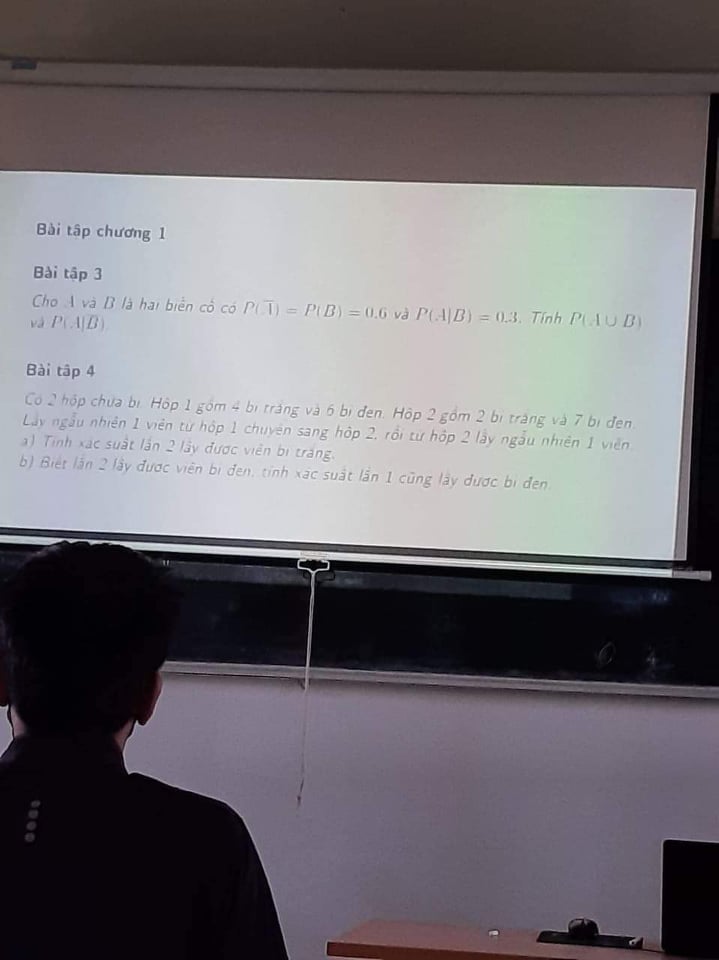 Bài tập chương 1
Bài tập 3
Cho A và B là hai biến cố có P(A̅) = P(B) = 0.6 và P(A|B) = 0.3. Tính P(A ∪ B)
và P(A|B̅).
Bài tập 4
Có 2 hộp chứa bi. Hộp 1 gồm 4 bi trắng và 6 bi đen. Hộp 2 gồm 2 bi trắng và 7 bi đen.
Lấy ngẫu nhiên 1 viên từ hộp 1 chuyển sang hộp 2, rồi từ hộp 2 lấy ngẫu nhiên 1 viên.
a) Tính xác suất lần 2 lấy được viên bi trắng.
b) Biết lần 2 lấy được viên bi đen, tính xác suất lần 1 cũng lấy được bi đen